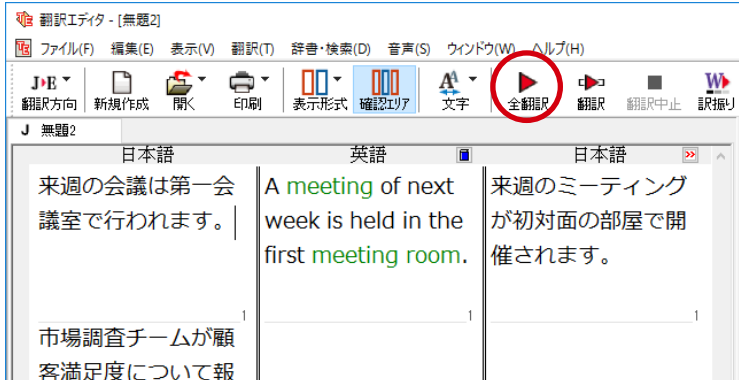 翻訳エディタ - [無題2]
ファイル(F) 編集(E) 表示(V) 翻訳(T) 辞書・検索(D) 音声(S) ウィンドウ(W) ヘルプ(H)
J▸E
翻訳方向 新規作成 開く 印刷 表示形式 確認エリア 文字 全翻訳 翻訳 翻訳中止 訳振り
J 無題2
日本語 英語 日本語
来週の会議は第一会
議室で行われます。
1
市場調査チームが顧
客満足度について報
A meeting of next
week is held in the
first meeting room.
1
来週のミーティング
が初対面の部屋で開
催されます。
1